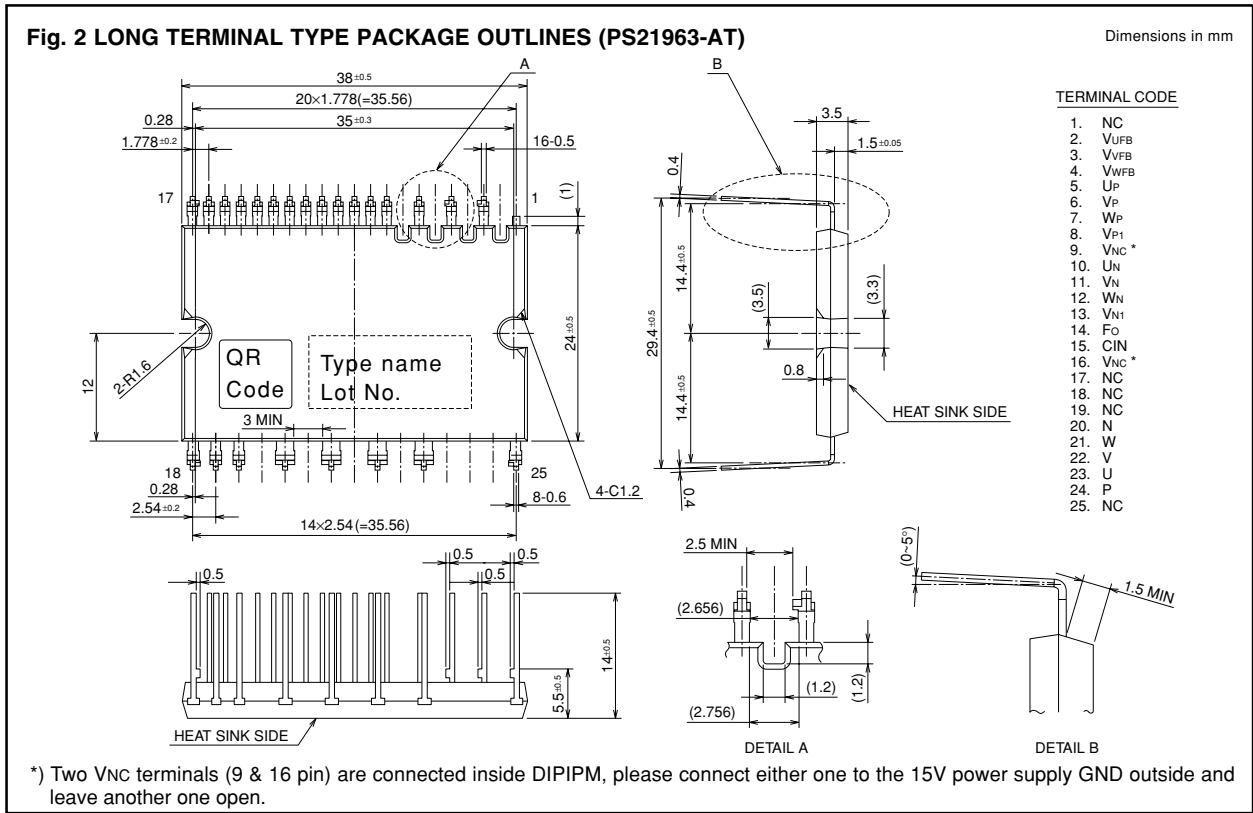 Fig. 2 LONG TERMINAL TYPE PACKAGE OUTLINES (PS21963-AT)
Dimensions in mm
A
B
38±0.5
20×1.778(=35.56)
35±0.3
0.28
1.778±0.2
16-0.5
17
1
(1)
24±0.5
12
2-R1.6
QR
Code
Type name
Lot No.
3 MIN
18
25
0.28
2.54±0.2
14×2.54(=35.56)
8-0.6
4-C1.2
3.5
1.5±0.05
0.4
29.4±0.5
14.4±0.5
14.4±0.5
(3.5)
(3.3)
0.8
0.4
HEAT SINK SIDE
TERMINAL CODE
1. NC
2. VUFB
3. VVFB
4. VWFB
5. UP
6. VP
7. WP
8. VP1
9. VNC *
10. UN
11. VN
12. WN
13. VN1
14. FO
15. CIN
16. VNC *
17. NC
18. NC
19. NC
20. N
21. W
22. V
23. U
24. P
25. NC
0.5
0.5
0.5
0.5
14±0.5
5.5±0.5
HEAT SINK SIDE
2.5 MIN
(2.656)
(1.2)
(1.2)
(2.756)
DETAIL A
(0~5°)
1.5 MIN
DETAIL B
*) Two VNC terminals (9 & 16 pin) are connected inside DIPIPM, please connect either one to the 15V power supply GND outside and
leave another one open.